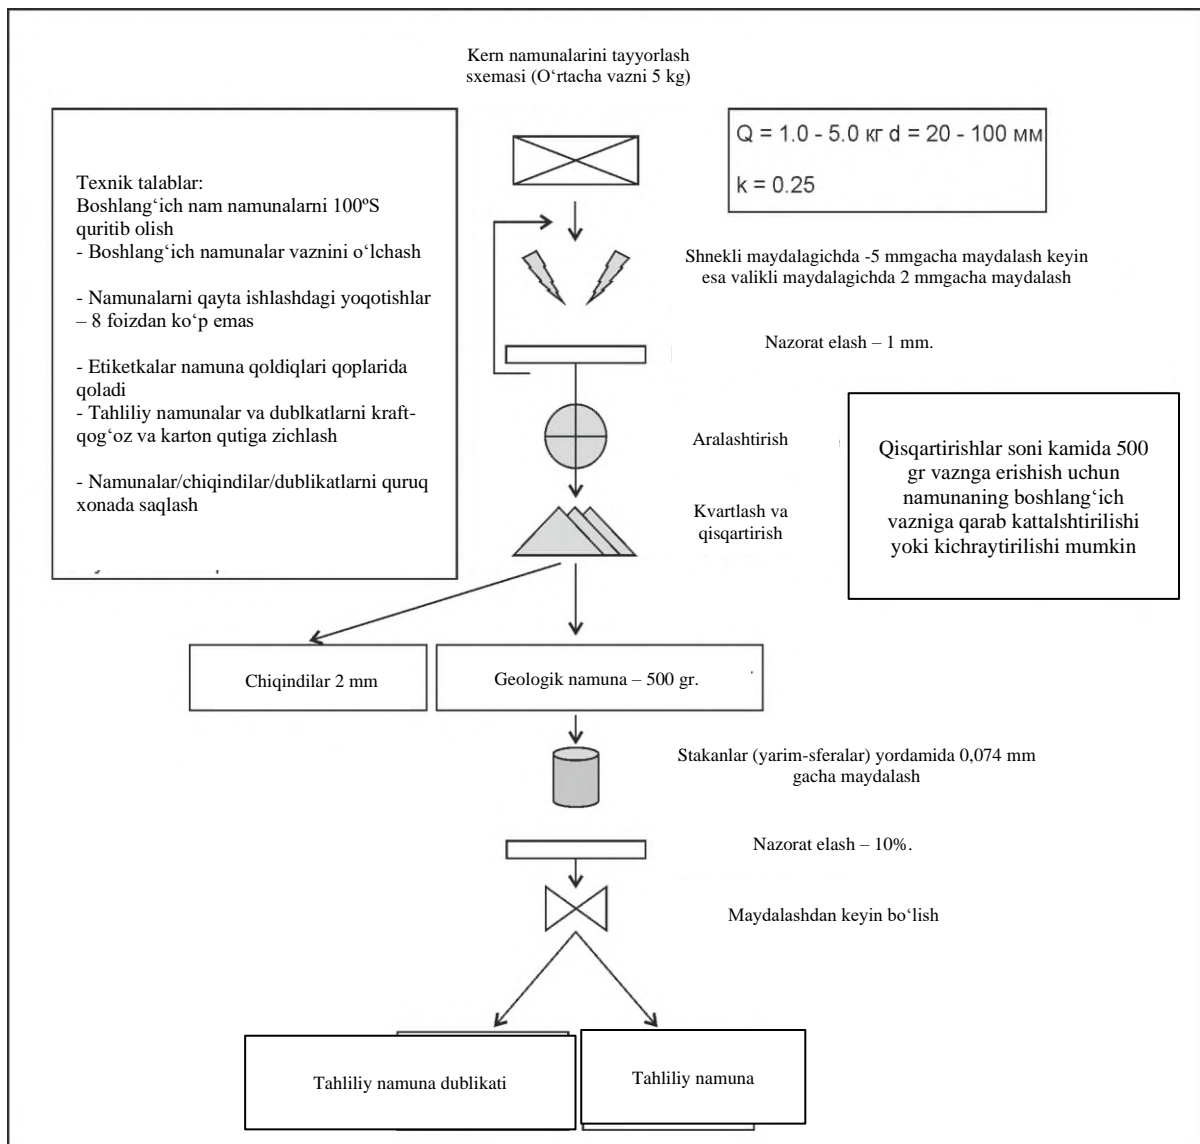 Kern namunalarini tayyorlash
sxemasi (O‘rtacha vazni 5 kg)
Q = 1.0 - 5.0 кг d = 20 - 100 мм
k = 0.25
Texnik talablar:
Boshlang‘ich nam namunalarni 100ºS
quritib olish
- Boshlang‘ich namunalar vaznini o‘lchash
- Namunalarni qayta ishlashdagi yoqotishlar
– 8 foizdan ko‘p emas
- Etiketkalar namuna qoldiqlari qoplarida
qoladi
- Tahliliy namunalar va dublkatlarni kraft-
qog‘oz va karton qutiga zichlash
- Namunalar/chiqindilar/dublikatlarni quruq
xonada saqlash
Shnekli maydalagichda -5 mmgacha maydalash keyin
esa valikli maydalagichda 2 mmgacha maydalash
Nazorat elash – 1 mm.
Aralashtirish
Qisqartirishlar soni kamida 500
gr vaznga erishish uchun
namunaning boshlang‘ich
vazniga qarab kattalshtirilishi
yoki kichraytirilishi mumkin
Kvartlash va
qisqartirish
Chiqindilar 2 mm
Geologik namuna – 500 gr.
Stakanlar (yarim-sferalar) yordamida 0,074 mm
gacha maydalash
Nazorat elash – 10%.
Maydalashdan keyin bo‘lish
Tahliliy namuna dublikati
Tahliliy namuna